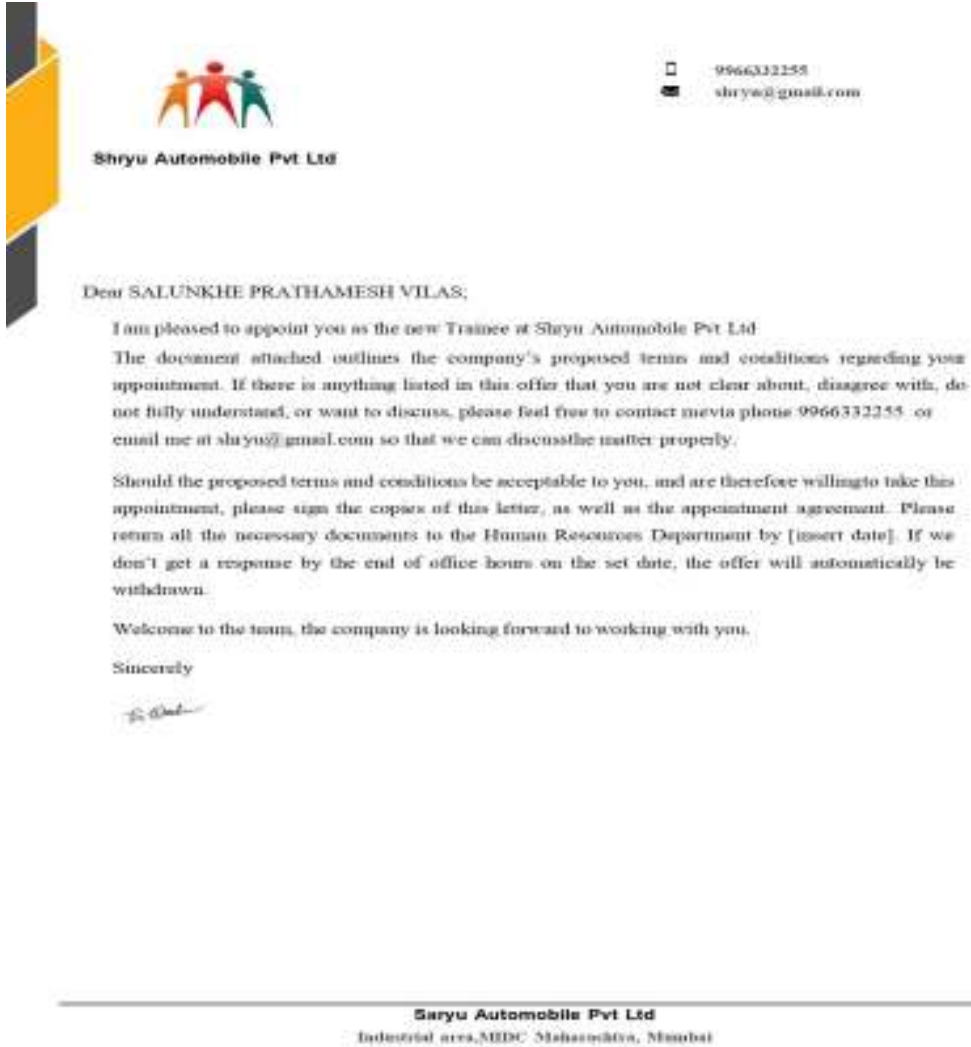 9966332255
shryu@gmail.com
Shryu Automobile Pvt Ltd
Dear SALUNKHE PRATHAMESH VILAS,
I am pleased to appoint you as the new Trainee at Shryu Automobile Pvt Ltd
The document attached outlines the company's proposed terms and conditions regarding your
appointment. If there is anything listed in this offer that you are not clear about, disagree with, do
not fully understand, or want to discuss, please feel free to contact mevia phone 9966332255 or
email me at shryu@gmail.com so that we can discussthe matter properly.
Should the proposed terms and conditions be acceptable to you, and are therefore willingto take this
appointment, please sign the copies of this letter, as well as the appointment agreement. Please
return all the necessary documents to the Human Resources Department by [insert date]. If we
don't get a response by the end of office hours on the set date, the offer will automatically be
withdrawn.
Welcome to the team, the company is looking forward to working with you.
Sincerely
Saryu Automobile Pvt Ltd
Industrial area,MIDC Mumbai